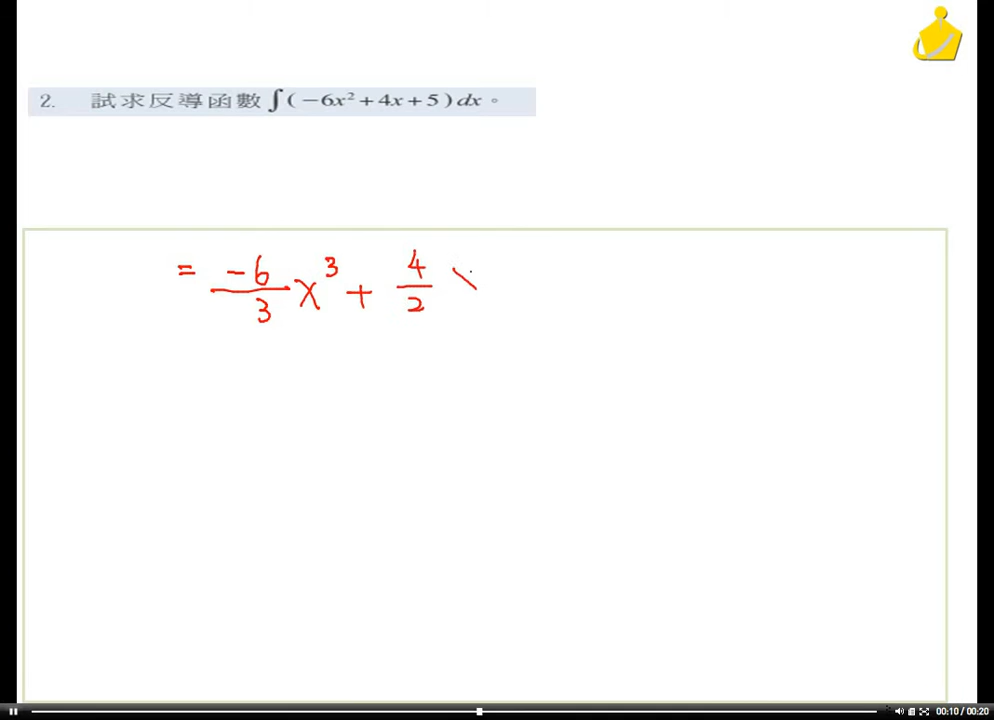 2. 試求反導函數 ∫(−6x²+4x+5)dx。
= -6/3 x³ + 4/2
00:10 / 00:20